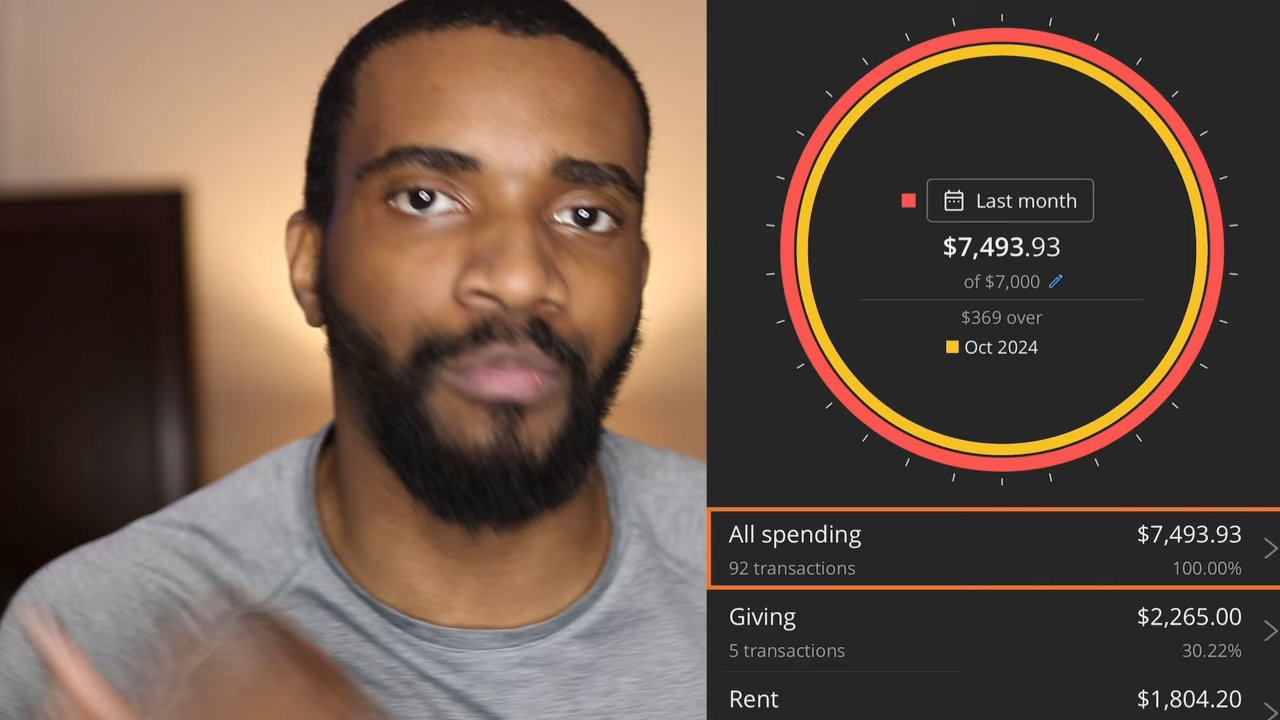 Last month
$7,493.93
of $7,000
$369 over
Oct 2024
All spending $7,493.93
92 transactions 100.00%
Giving $2,265.00
5 transactions 30.22%
Rent $1,804.20